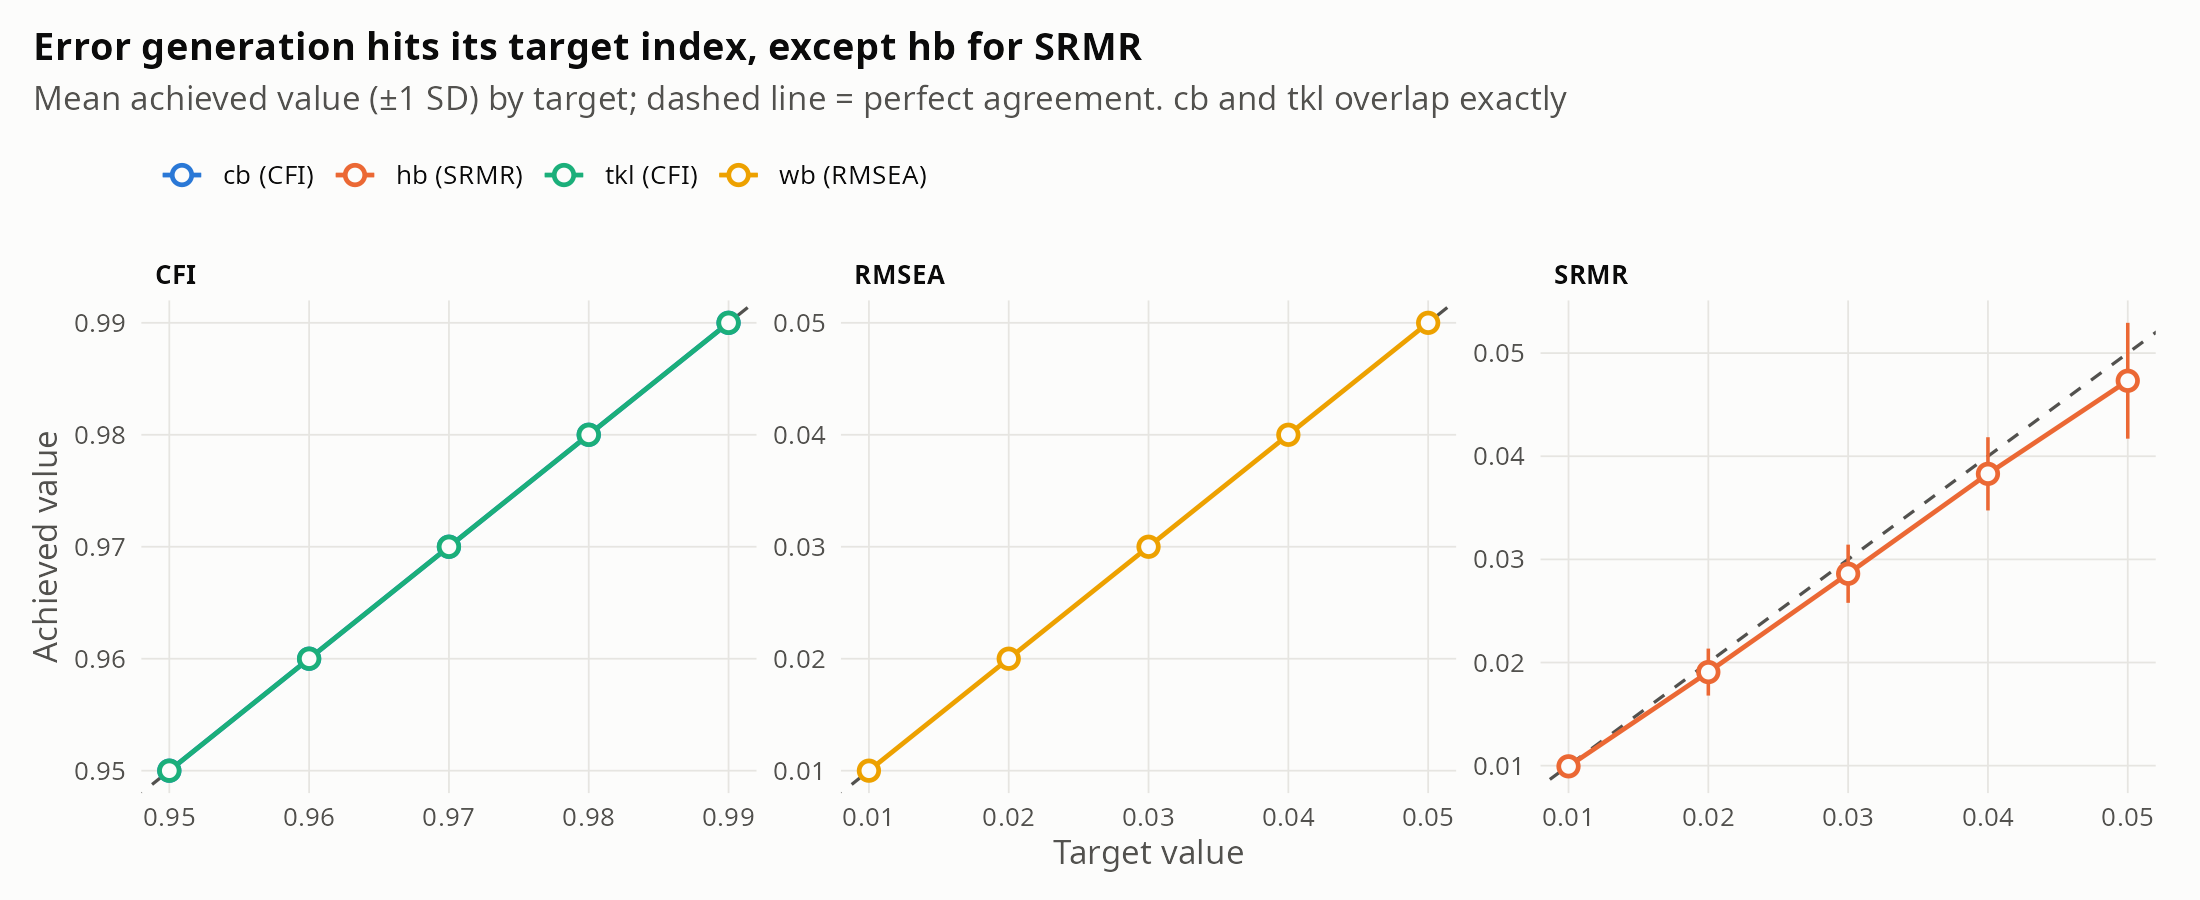 Error generation hits its target index, except hb for SRMR
Mean achieved value (±1 SD) by target; dashed line = perfect agreement. cb and tkl overlap exactly
cb (CFI) hb (SRMR) tkl (CFI) wb (RMSEA)
CFI
RMSEA
SRMR
Achieved value
0.99
0.98
0.97
0.96
0.95
0.95 0.96 0.97 0.98 0.99
0.05
0.04
0.03
0.02
0.01
0.01 0.02 0.03 0.04 0.05
0.05
0.04
0.03
0.02
0.01
0.01 0.02 0.03 0.04 0.05
Target value